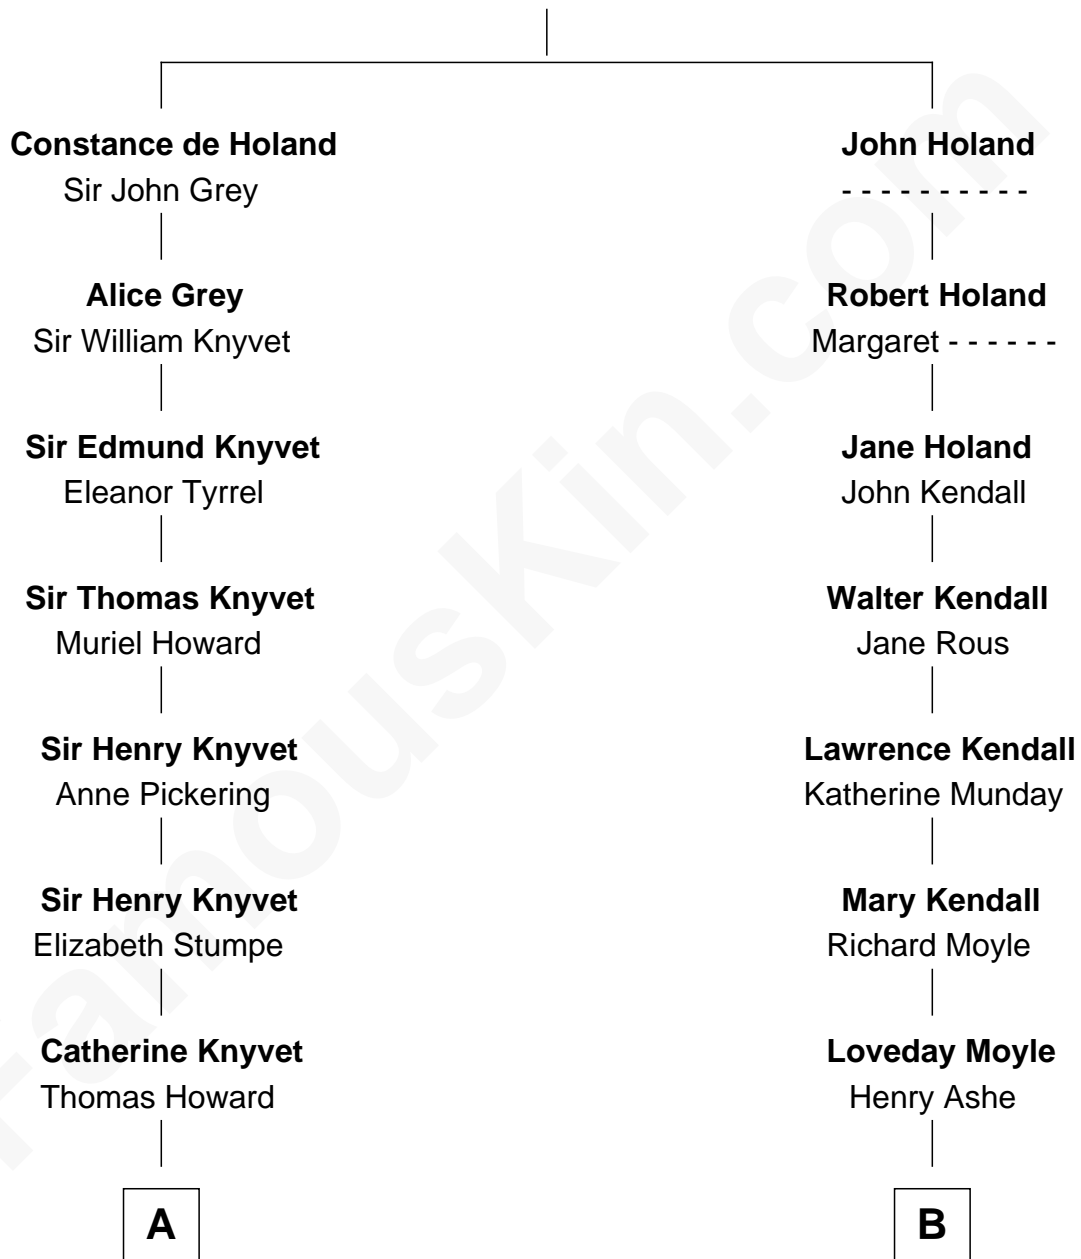 Constance de Holand
Sir John Grey
Alice Grey
Sir William Knyvet
Sir Edmund Knyvet
Eleanor Tyrrel
Sir Thomas Knyvet
Muriel Howard
Sir Henry Knyvet
Anne Pickering
Sir Henry Knyvet
Elizabeth Stumpe
Catherine Knyvet
Thomas Howard
A
John Holand
- - - - - - - - - -
Robert Holand
Margaret - - - - - -
Jane Holand
John Kendall
Walter Kendall
Jane Rous
Lawrence Kendall
Katherine Munday
Mary Kendall
Richard Moyle
Loveday Moyle
Henry Ashe
B
FamousKin.com